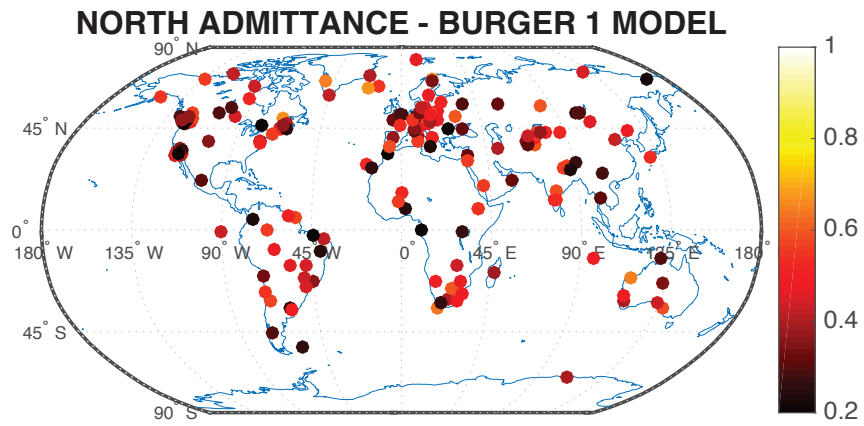 NORTH ADMITTANCE - BURGER 1 MODEL
90° N
45° N
0°
180° W
135° W
90° W
45° W
0°
45° E
90° E
135° E
180°
45° S
90° S
1
0.8
0.6
0.4
0.2